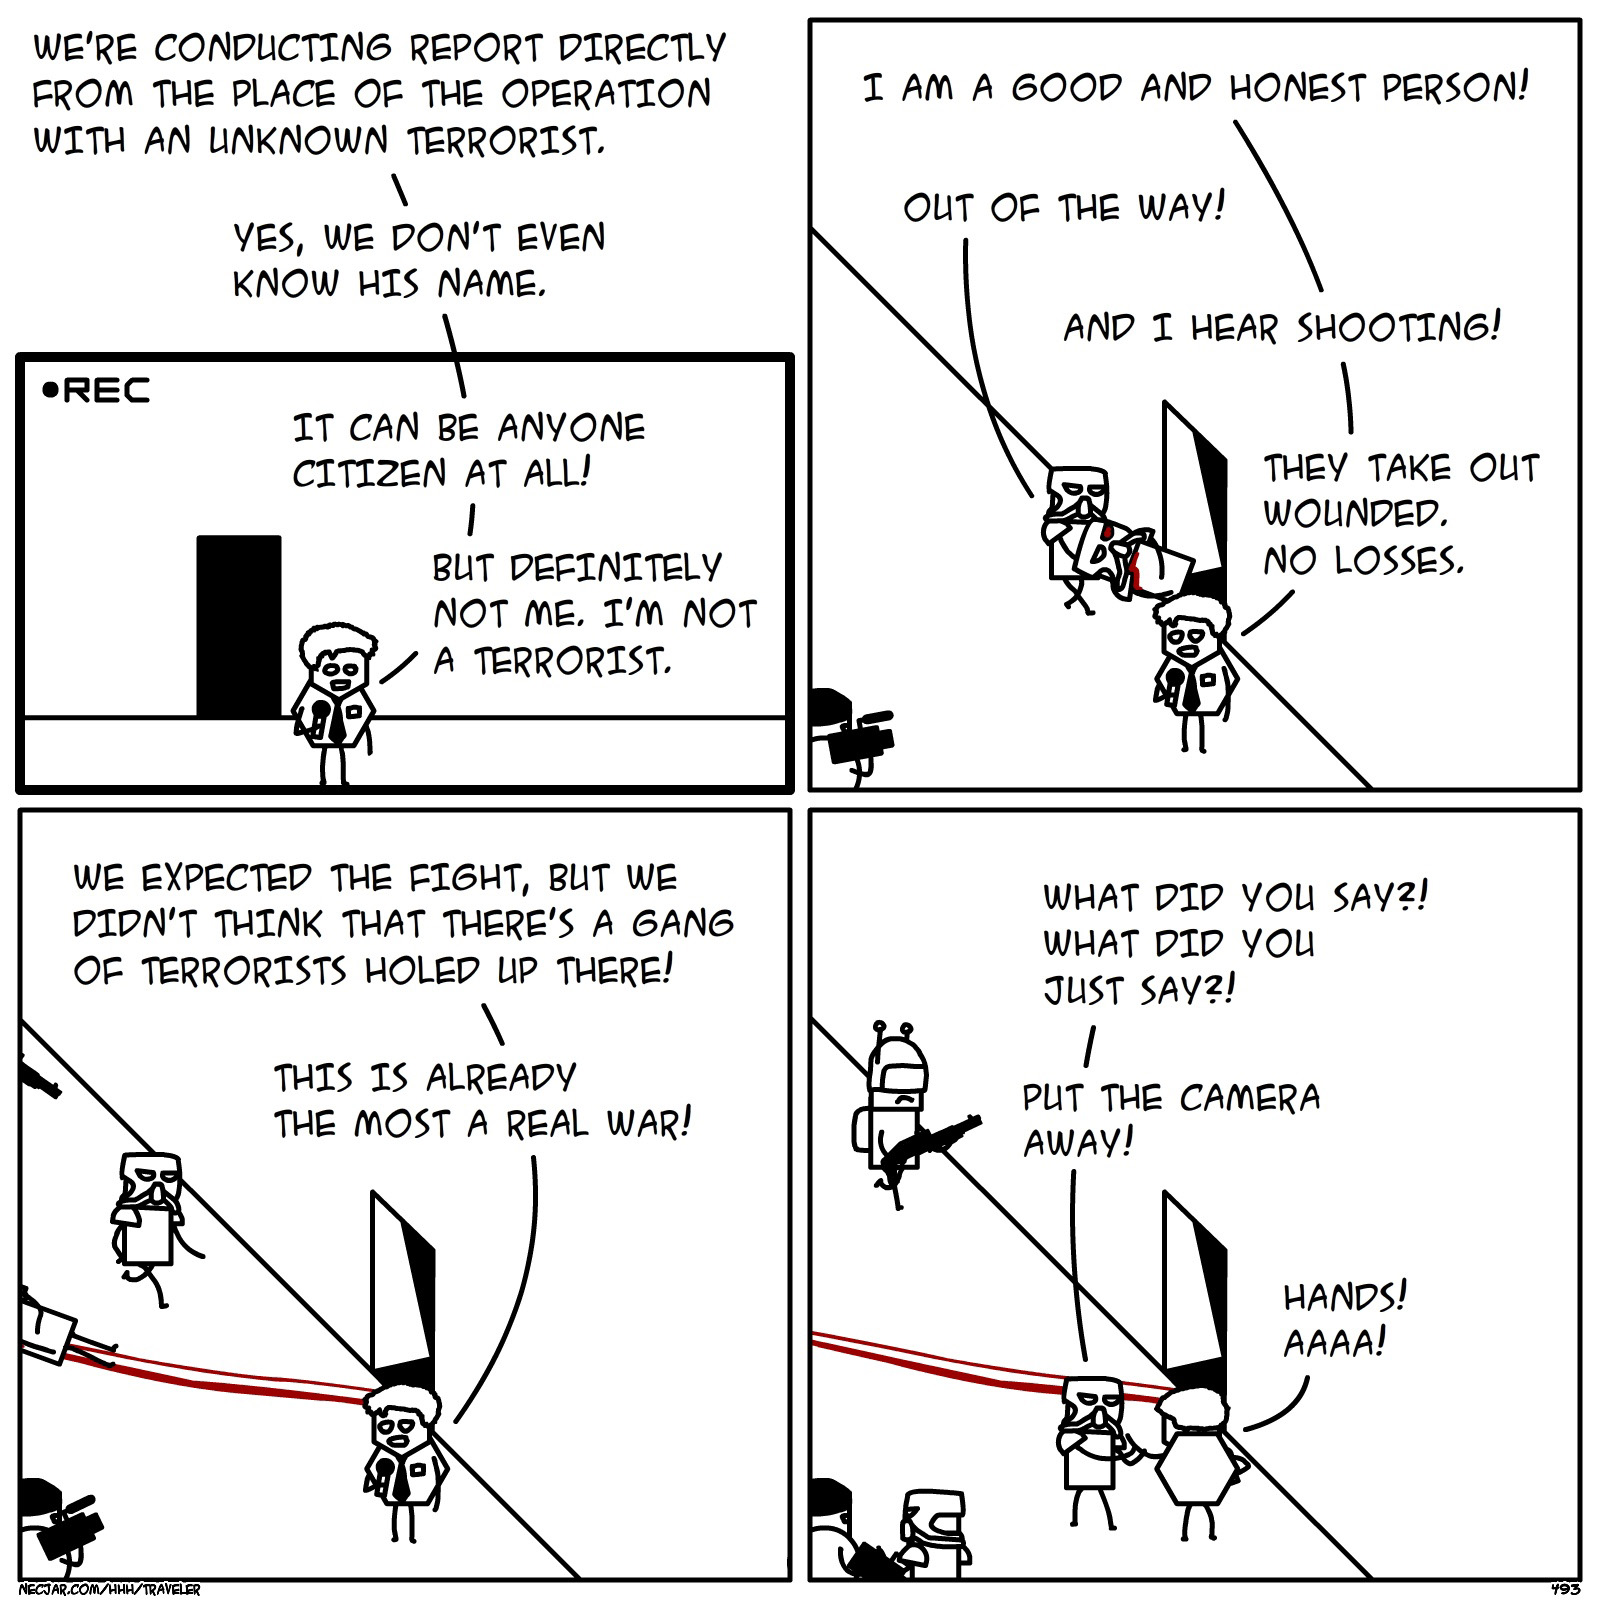 WE'RE CONDUCTING REPORT DIRECTLY
FROM THE PLACE OF THE OPERATION
WITH AN UNKNOWN TERRORIST.
YES, WE DON'T EVEN
KNOW HIS NAME.
●REC
IT CAN BE ANYONE
CITIZEN AT ALL!
BUT DEFINITELY
NOT ME. I'M NOT
A TERRORIST.
I AM A GOOD AND HONEST PERSON!
OUT OF THE WAY!
AND I HEAR SHOOTING!
THEY TAKE OUT
WOUNDED.
NO LOSSES.
WE EXPECTED THE FIGHT, BUT WE
DIDN'T THINK THAT THERE'S A GANG
OF TERRORISTS HOLED UP THERE!
THIS IS ALREADY
THE MOST A REAL WAR!
WHAT DID YOU SAY?!
WHAT DID YOU
JUST SAY?!
PUT THE CAMERA
AWAY!
HANDS!
AAAA!
NECJAR.COM/HHH/TRAVELER
493